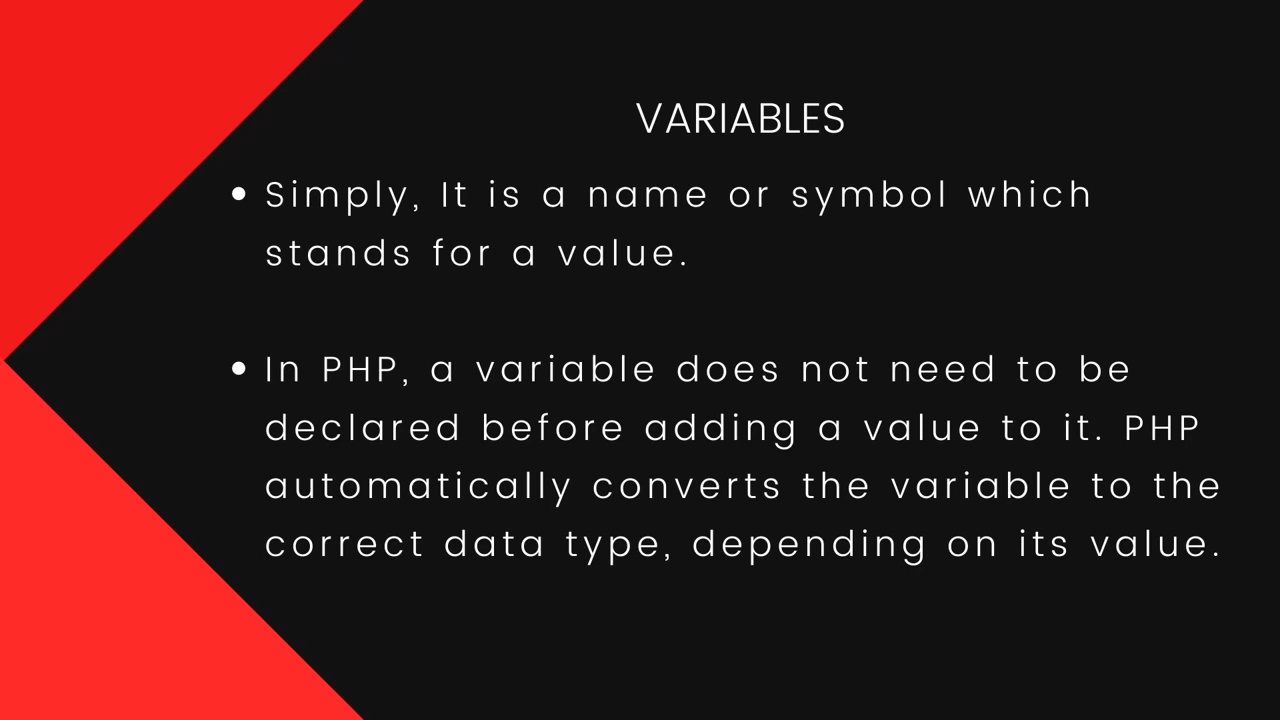 VARIABLES
• Simply, It is a name or symbol which
stands for a value.
• In PHP, a variable does not need to be
declared before adding a value to it. PHP
automatically converts the variable to the
correct data type, depending on its value.